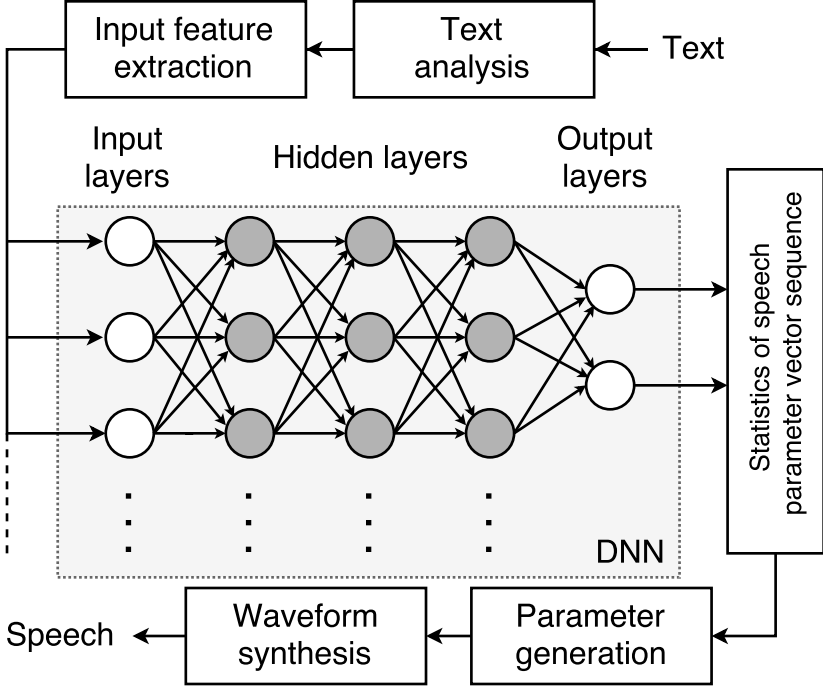 Input feature
extraction
Text
analysis
Text
Input
layers
Hidden layers
Output
layers
Statistics of speech
parameter vector sequence
DNN
Speech
Waveform
synthesis
Parameter
generation